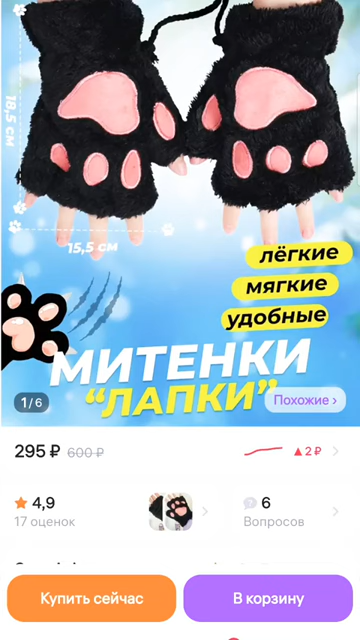 18,5 см
15,5 см
лёгкие
мягкие
удобные
МИТЕНКИ
“ЛАПКИ”
1/6
Похожие ›
295 ₽ 600 ₽
▲2 ₽
4,9
17 оценок
6
Вопросов
Купить сейчас
В корзину